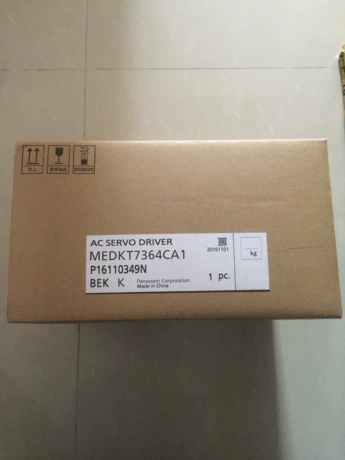 AC SERVO DRIVER
20161101
MEDKT7364CA1
kg
P16110349N
BEK K
Panasonic Corporation
Made in China
1 pc.